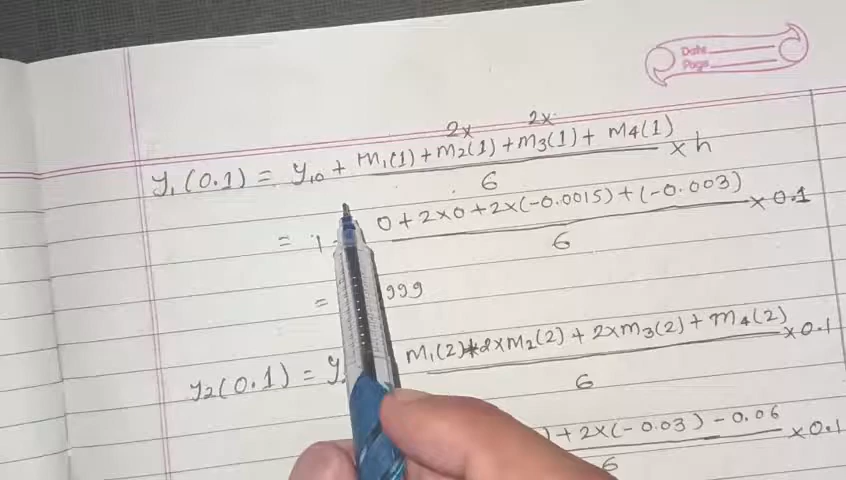 Date
Page
2x 2x
y₁(0.1) = y₁₀ + m₁(1) + m₂(1) + m₃(1) + m₄(1) / 6 × h
= 1 0 + 2×0 + 2×(-0.0015) + (-0.003) / 6 × 0.1
= 999
y₂(0.1) = y m₁(2) + 2×m₂(2) + 2×m₃(2) + m₄(2) / 6 × 0.1
) + 2×(-0.03) - 0.06 / 6 × 0.1